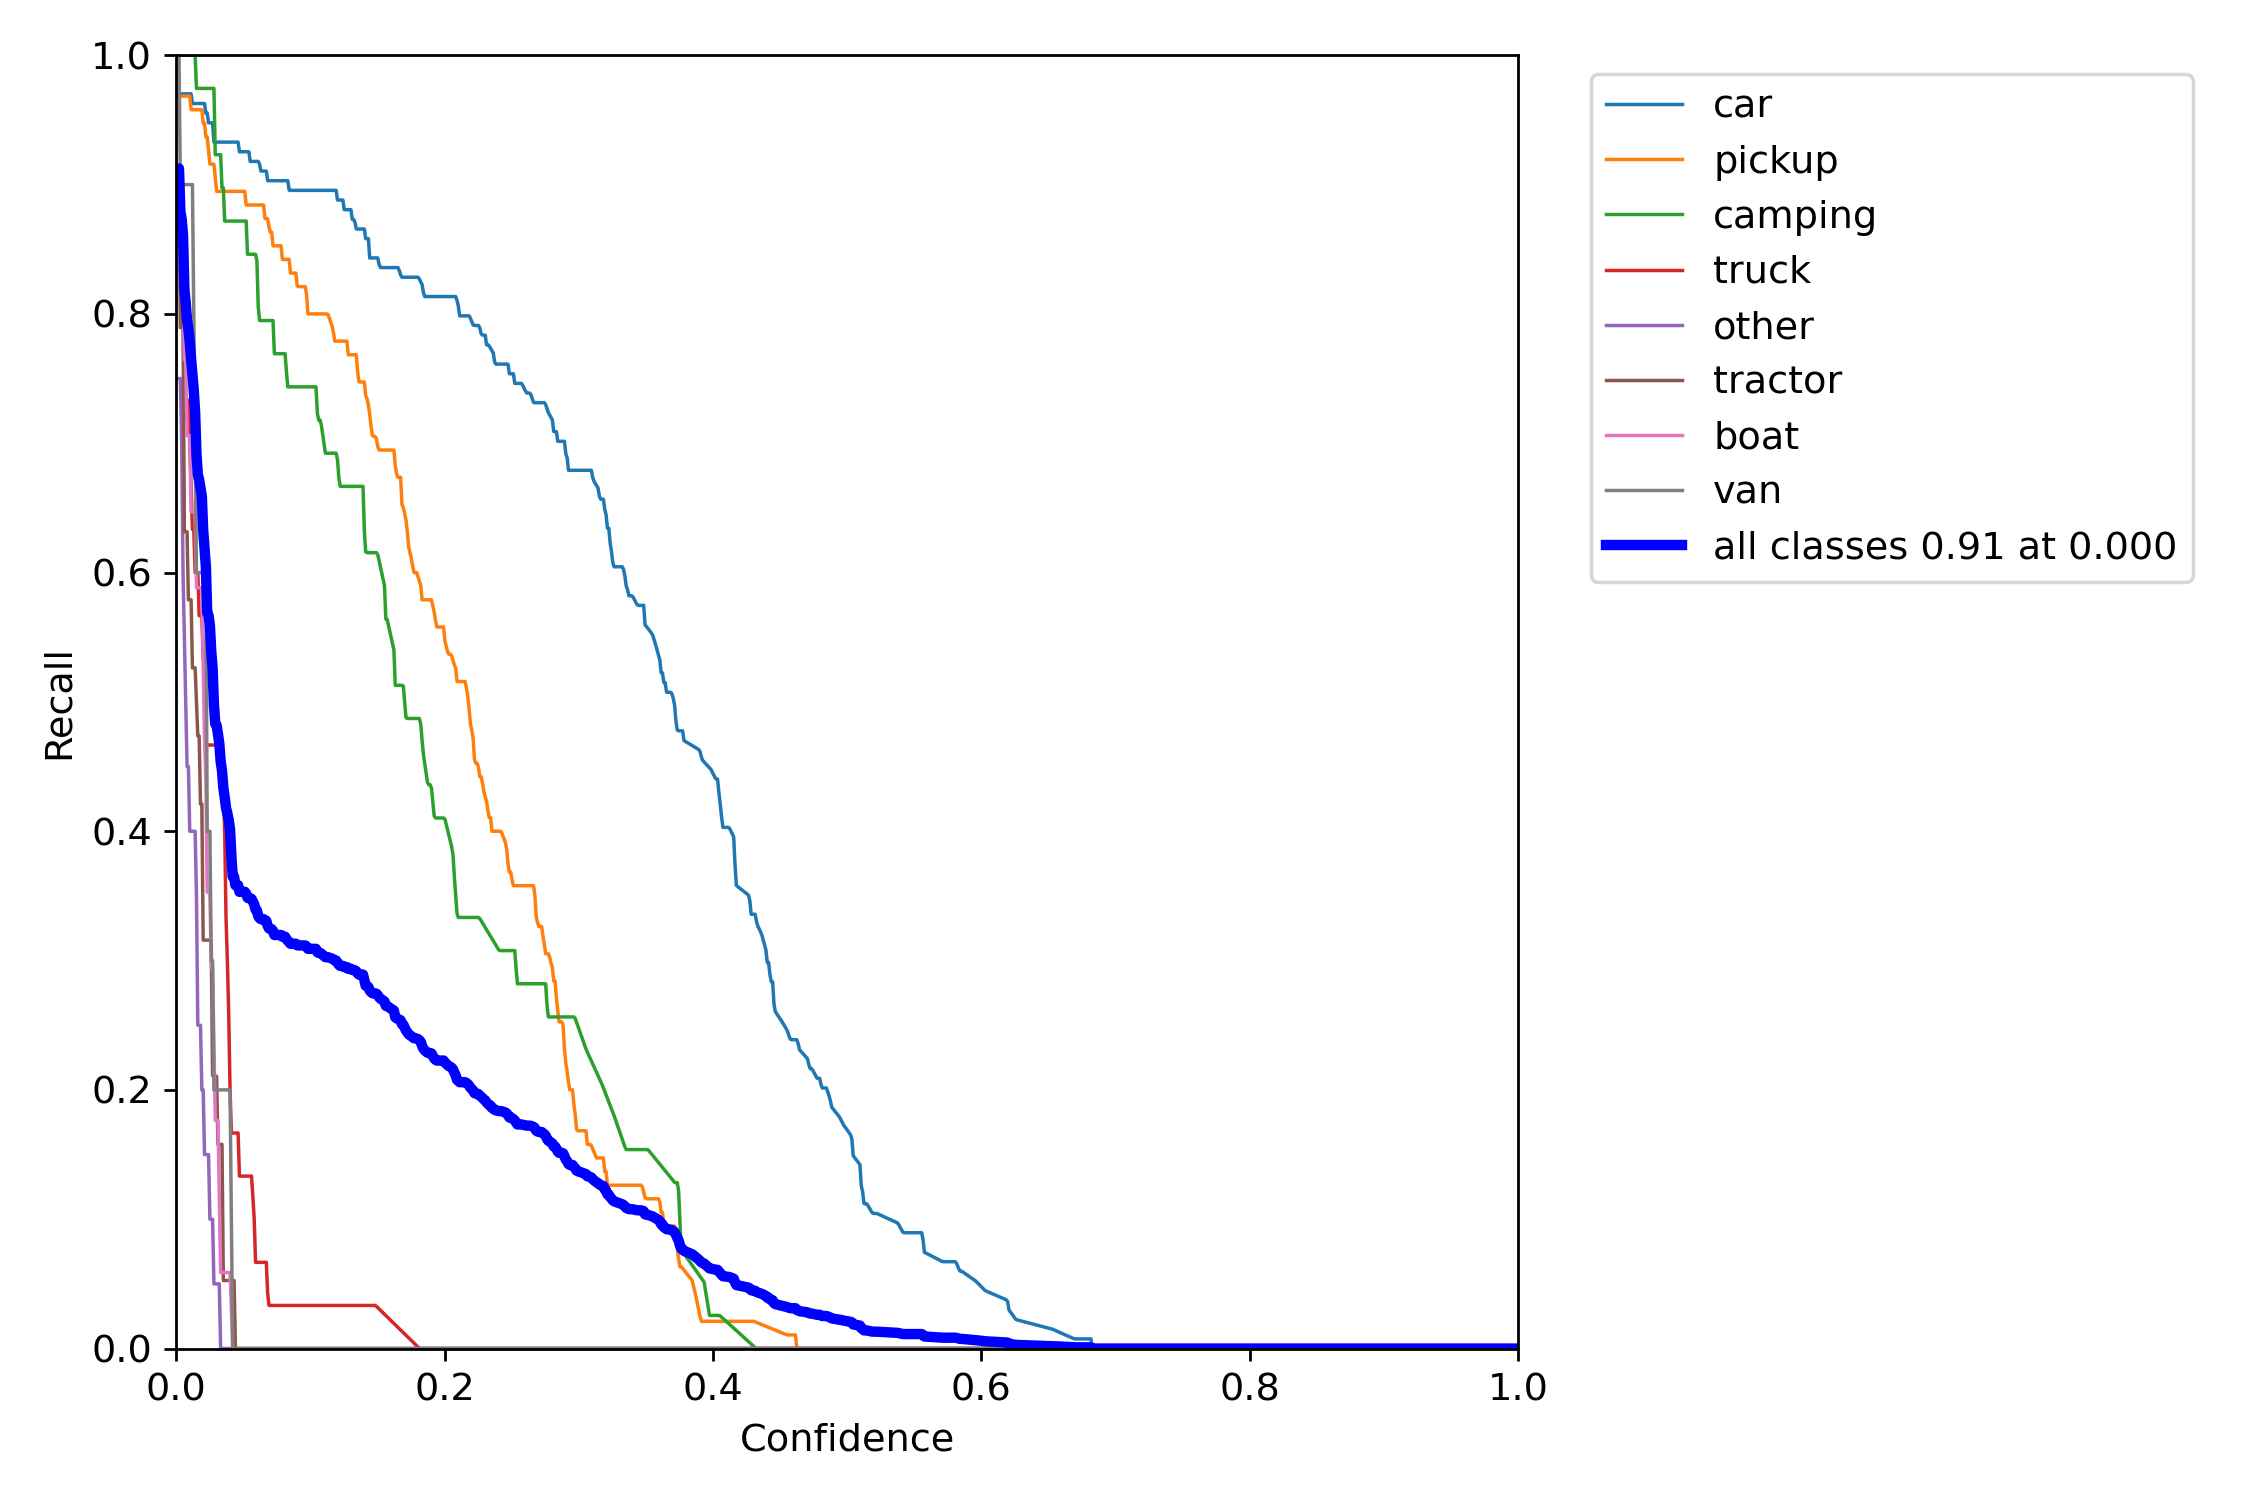 1.0
0.8
0.6
0.4
0.2
0.0
Recall
0.0 0.2 0.4 0.6 0.8 1.0
Confidence
car
pickup
camping
truck
other
tractor
boat
van
all classes 0.91 at 0.000